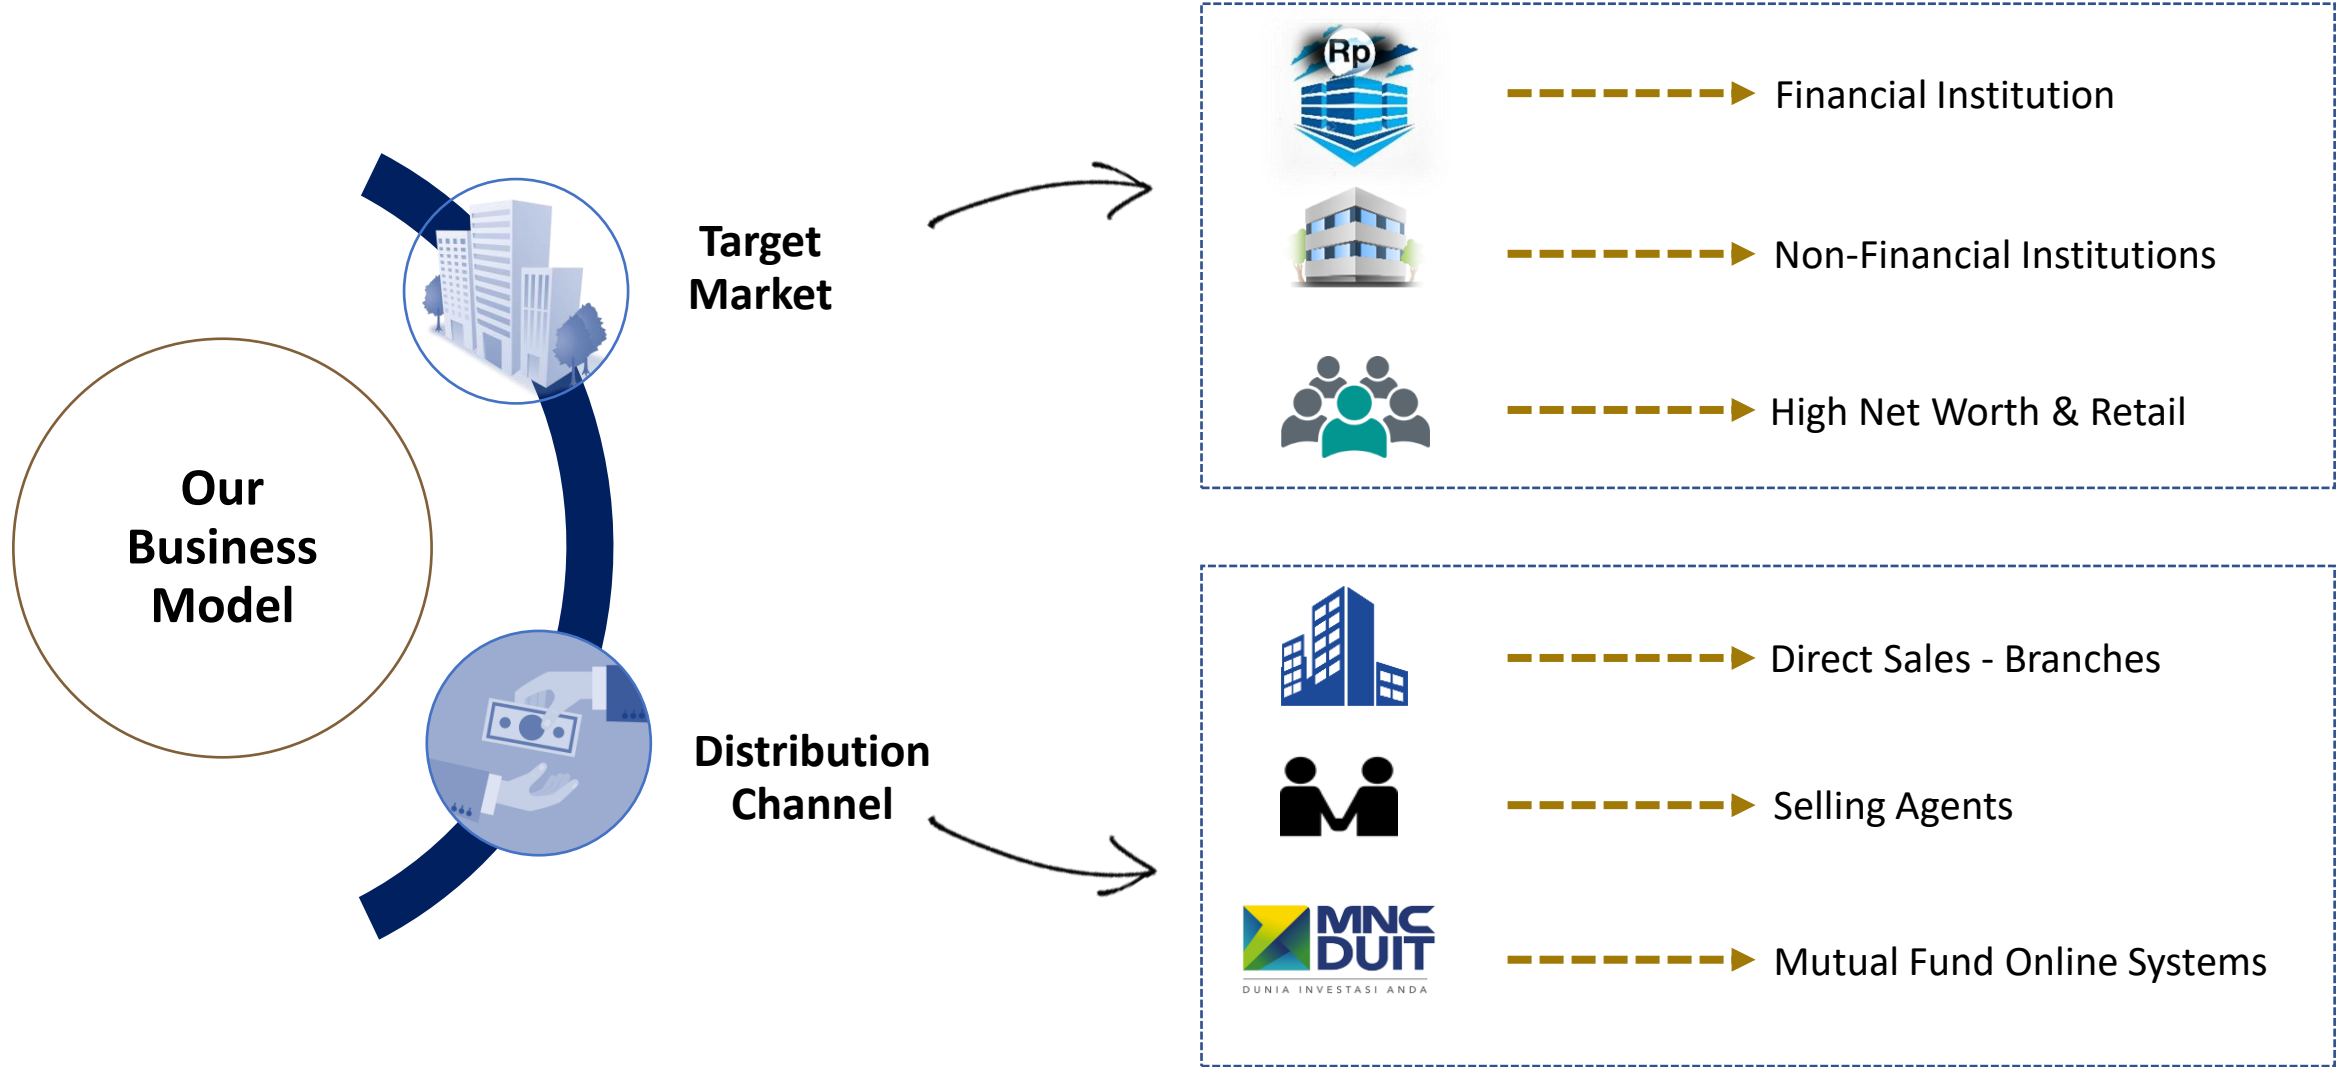 Our
Business
Model
Target
Market
Distribution
Channel
Rp
Financial Institution
Non-Financial Institutions
High Net Worth & Retail
Direct Sales - Branches
Selling Agents
MNC
DUIT
DUNIA INVESTASI ANDA
Mutual Fund Online Systems